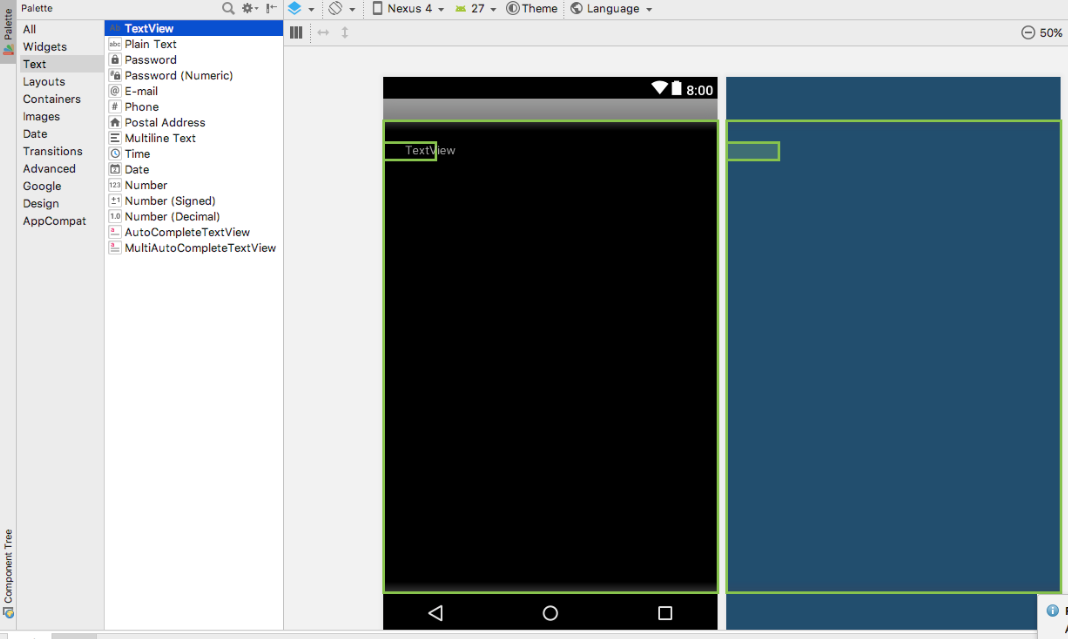 Palette
Palette
Nexus 4
27
Theme
Language
50%
All
Widgets
Text
Layouts
Containers
Images
Date
Transitions
Advanced
Google
Design
AppCompat
Ab TextView
abc Plain Text
Password
Password (Numeric)
@ E-mail
# Phone
Postal Address
Multiline Text
Time
Date
123 Number
±1 Number (Signed)
1.0 Number (Decimal)
AutoCompleteTextView
MultiAutoCompleteTextView
8:00
TextView
Component Tree